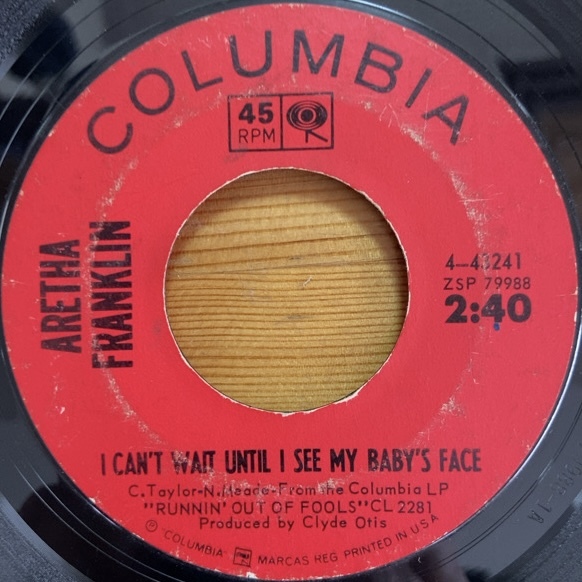 COLUMBIA
45
RPM
ARETHA
FRANKLIN
4-43241
ZSP 79988
2:40
I CAN'T WAIT UNTIL I SEE MY BABY'S FACE
C. Taylor-N. Meade-From the Columbia LP
"RUNNIN' OUT OF FOOLS" CL 2281
Produced by Clyde Otis
℗ "COLUMBIA" MARCAS REG. PRINTED IN U.S.A.